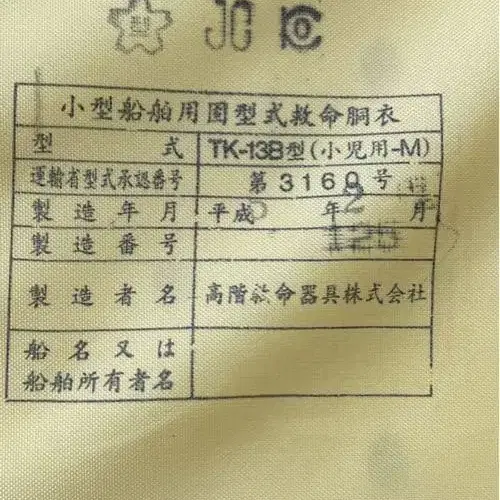 型 JC
小型船舶用固型式救命胴衣
型式 TK-13B型(小児用-M)
運輸省型式承認番号 第3160号
製造年月 平成 年 2 月
製造番号 125
製造者名 高階救命器具株式会社
船名又は
船舶所有者名